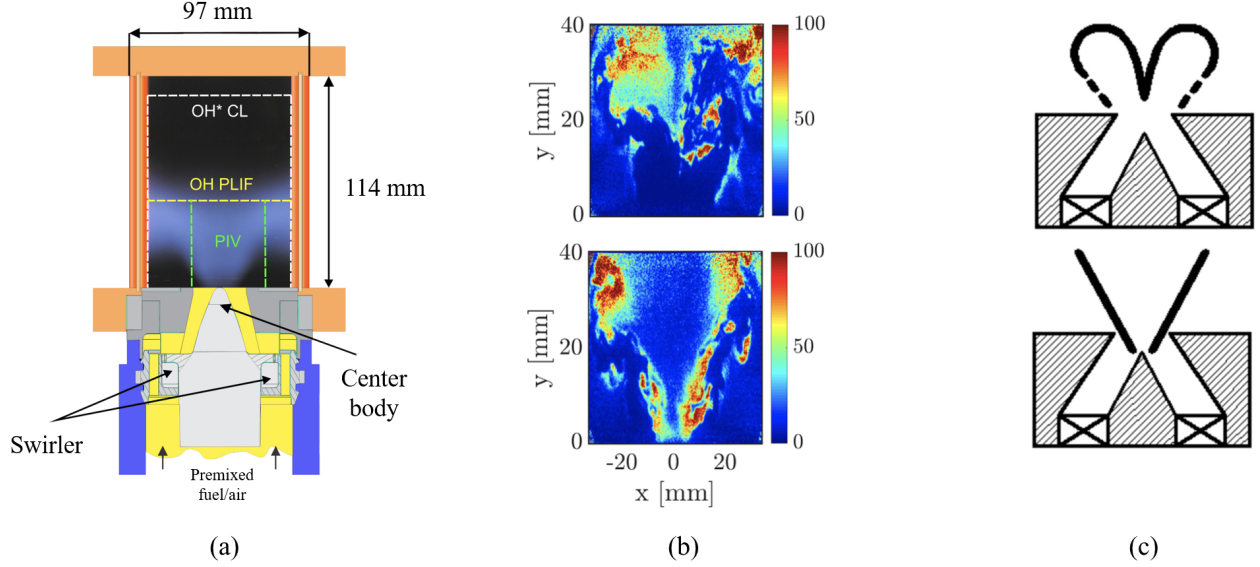 97 mm
OH* CL
OH PLIF
PIV
114 mm
Center
body
Swirler
Premixed
fuel/air
(a)
40
20
0
y [mm]
100
50
0
40
20
0
y [mm]
-20
0
20
x [mm]
100
50
0
(b)
(c)